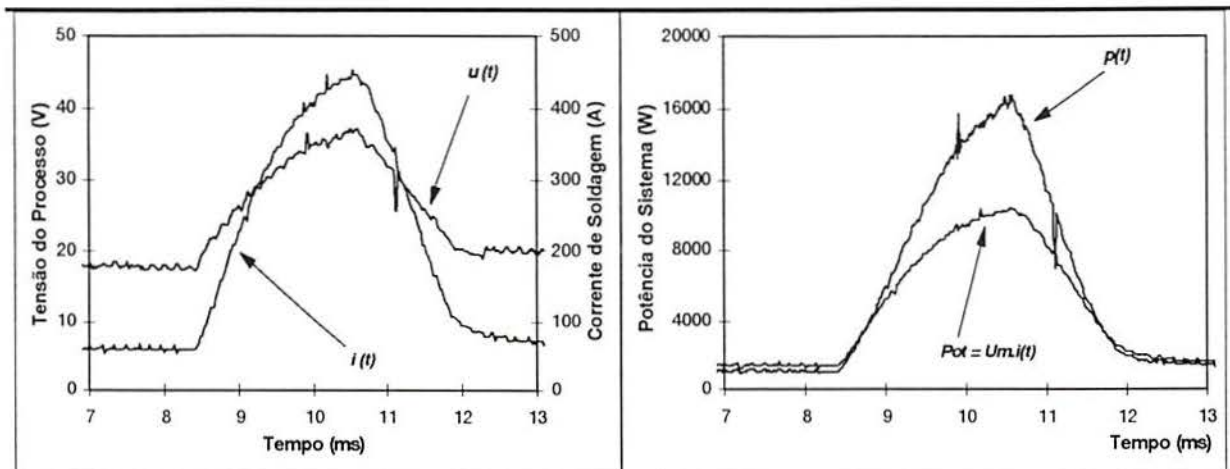 50
40
30
20
10
0
Tensão do Processo (V)
500
400
300
200
100
0
Corrente de Soldagem (A)
u (t)
i (t)
7 8 9 10 11 12 13
Tempo (ms)
20000
16000
12000
8000
4000
0
Potência do Sistema (W)
p(t)
Pot = Um.i(t)
7 8 9 10 11 12 13
Tempo (ms)